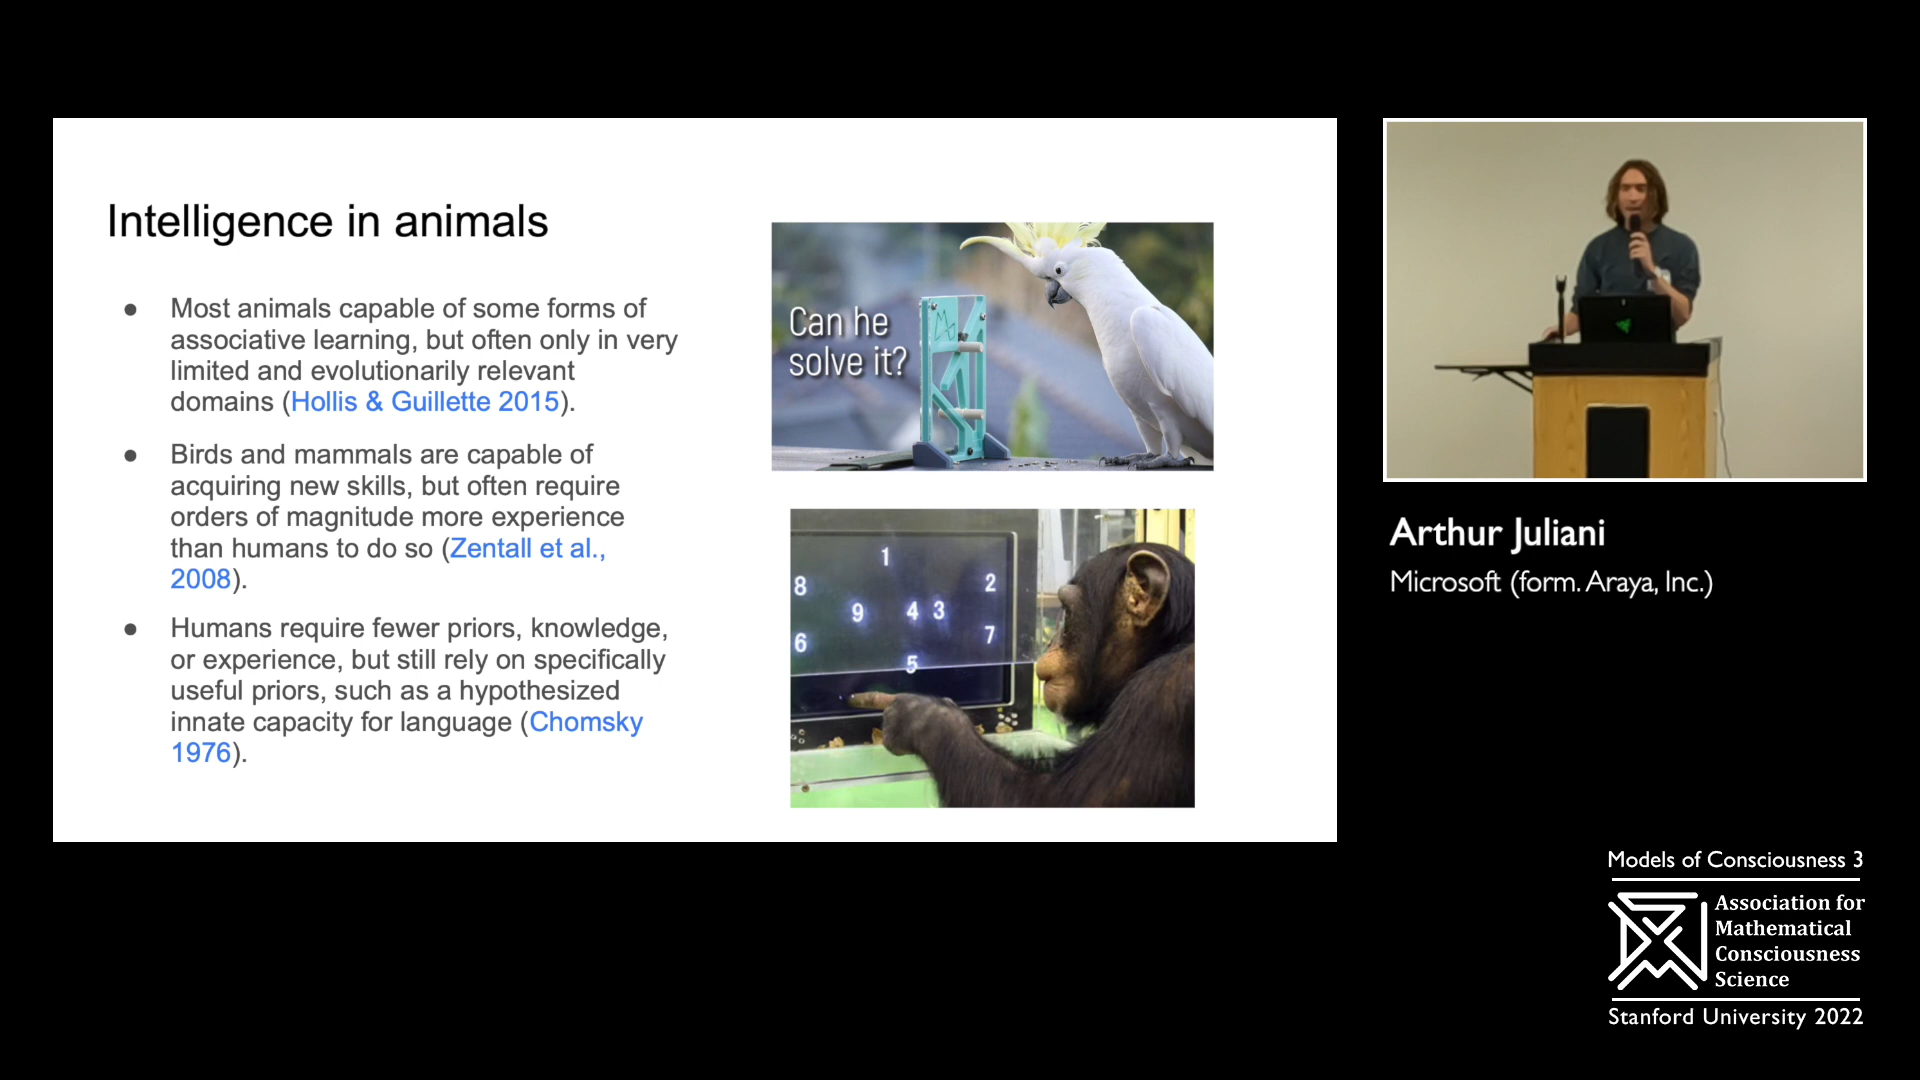 Intelligence in animals
● Most animals capable of some forms of
associative learning, but often only in very
limited and evolutionarily relevant
domains (Hollis & Guillette 2015).
● Birds and mammals are capable of
acquiring new skills, but often require
orders of magnitude more experience
than humans to do so (Zentall et al.,
2008).
● Humans require fewer priors, knowledge,
or experience, but still rely on specifically
useful priors, such as a hypothesized
innate capacity for language (Chomsky
1976).
Can he
solve it?
1
8 2
9 4 3
6 7
5
Arthur Juliani
Microsoft (form. Araya, Inc.)
Models of Consciousness 3
Association for
Mathematical
Consciousness
Science
Stanford University 2022